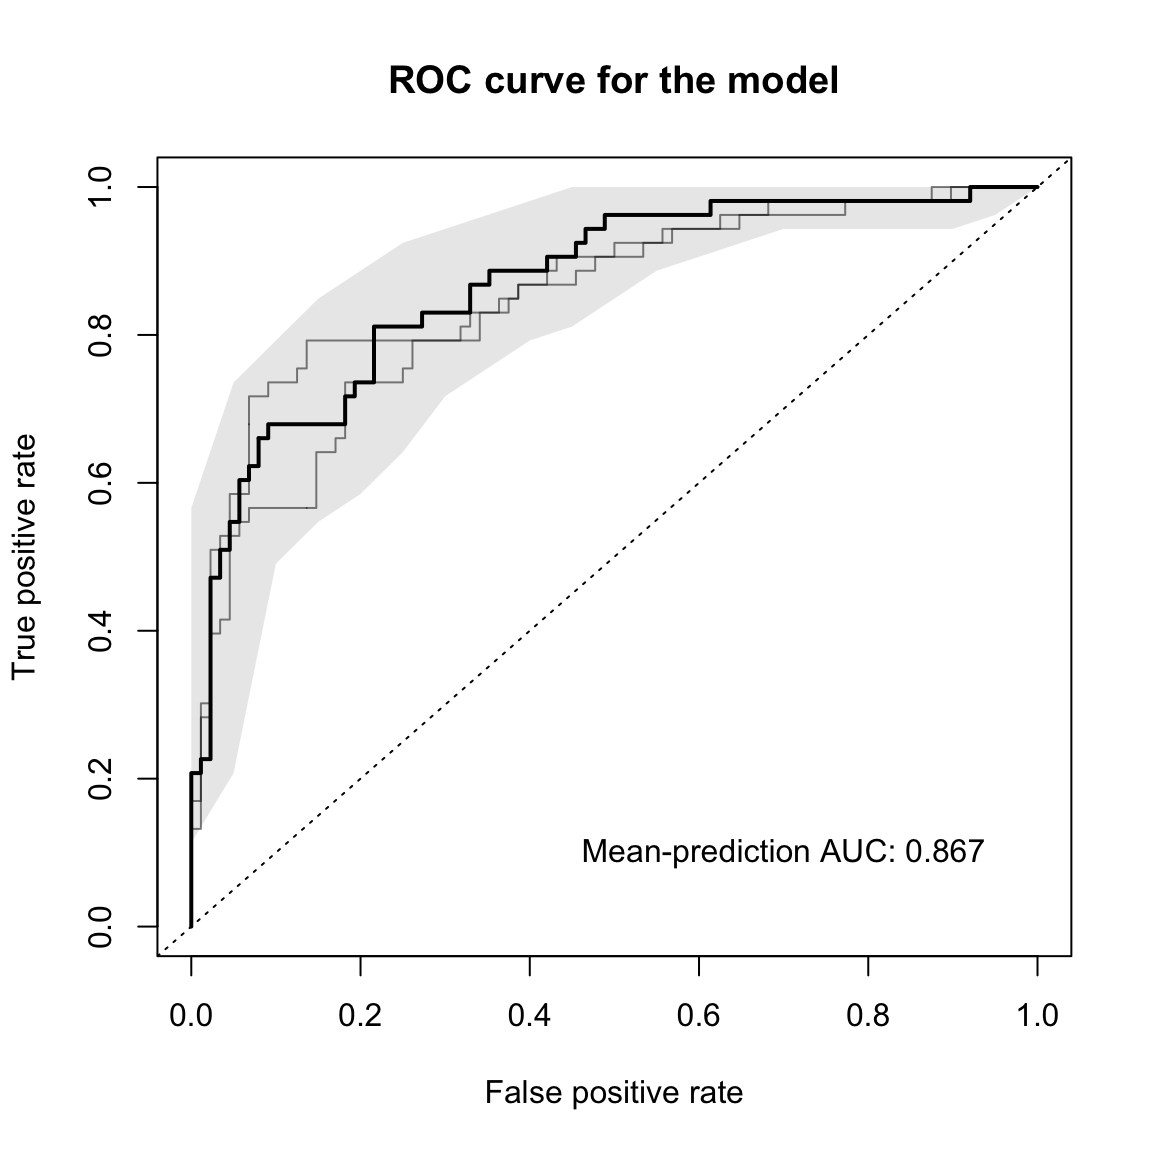 ROC curve for the model
True positive rate
1.0
0.8
0.6
0.4
0.2
0.0
Mean-prediction AUC: 0.867
0.0 0.2 0.4 0.6 0.8 1.0
False positive rate